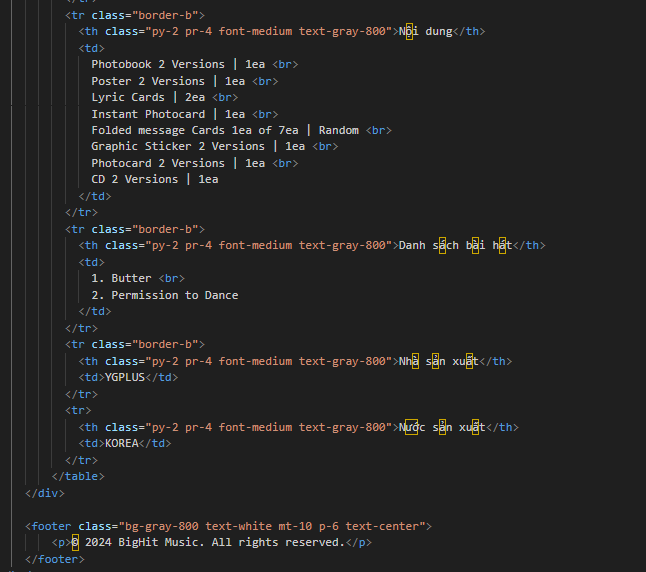 </tr>
<tr class="border-b">
<th class="py-2 pr-4 font-medium text-gray-800">Nội dung</th>
<td>
Photobook 2 Versions | 1ea <br>
Poster 2 Versions | 1ea <br>
Lyric Cards | 2ea <br>
Instant Photocard | 1ea <br>
Folded message Cards 1ea of 7ea | Random <br>
Graphic Sticker 2 Versions | 1ea <br>
Photocard 2 Versions | 1ea <br>
CD 2 Versions | 1ea
</td>
</tr>
<tr class="border-b">
<th class="py-2 pr-4 font-medium text-gray-800">Danh sách bài hát</th>
<td>
1. Butter <br>
2. Permission to Dance
</td>
</tr>
<tr class="border-b">
<th class="py-2 pr-4 font-medium text-gray-800">Nhà sản xuất</th>
<td>YGPLUS</td>
</tr>
<tr>
<th class="py-2 pr-4 font-medium text-gray-800">Nước sản xuất</th>
<td>KOREA</td>
</tr>
</table>
</div>
<footer class="bg-gray-800 text-white mt-10 p-6 text-center">
<p>© 2024 BigHit Music. All rights reserved.</p>
</footer>